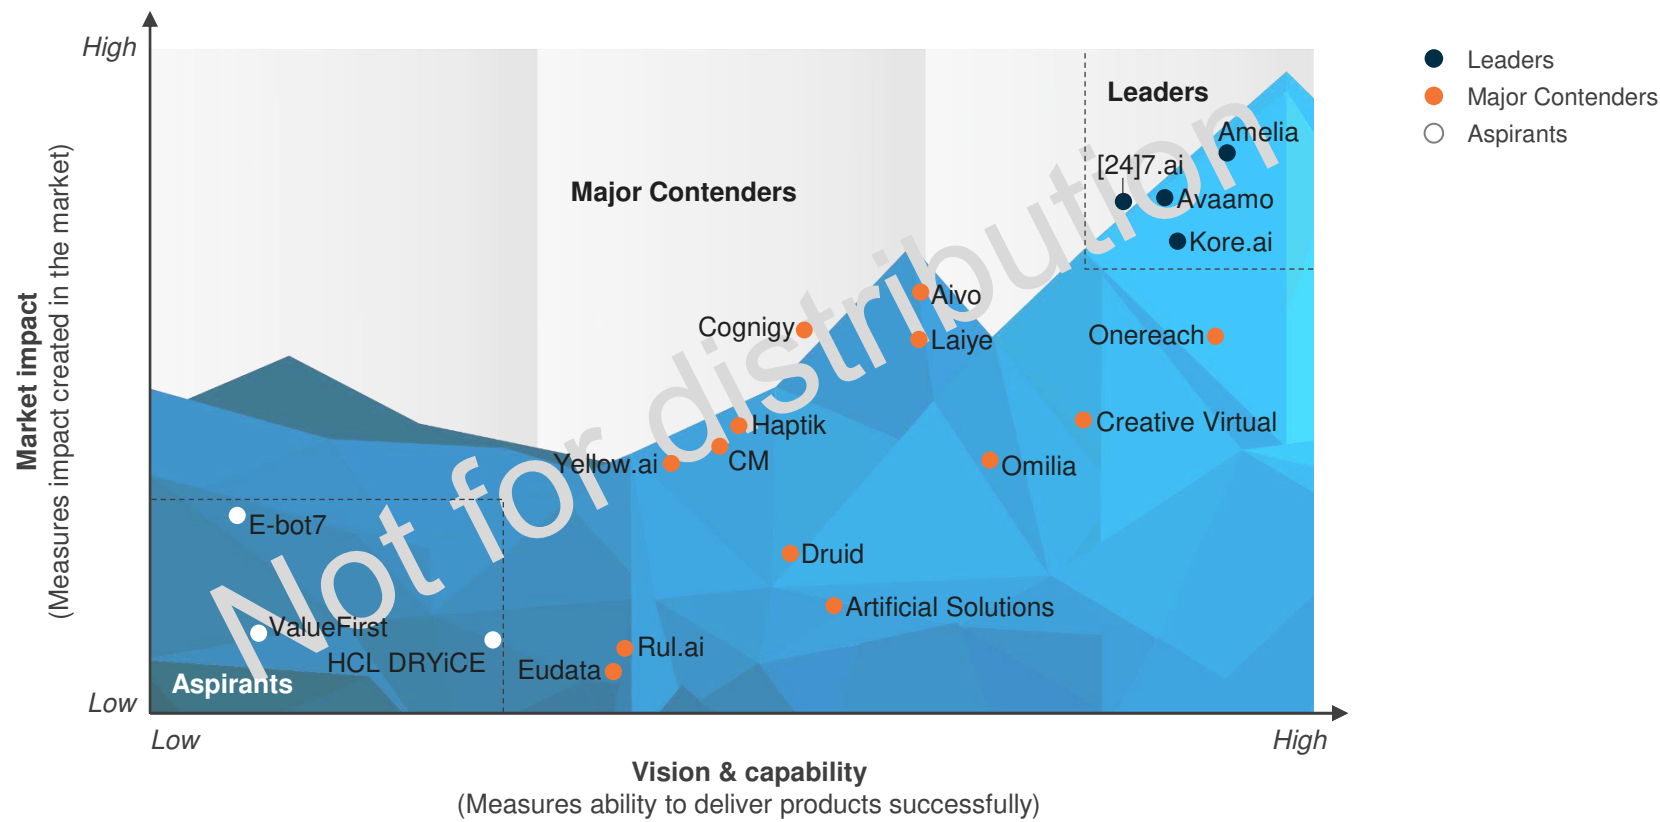 High
Leaders
Major Contenders
Aspirants
Leaders
Amelia
[24]7.ai
Avaamo
Kore.ai
Major Contenders
Aivo
Cognigy
Laiye
Onereach
Haptik
Creative Virtual
Yellow.ai
CM
Omilia
E-bot7
Druid
Artificial Solutions
ValueFirst
HCL DRYiCE
Rul.ai
Eudata
Aspirants
Not for distribution
Market impact
(Measures impact created in the market)
Low
Low
High
Vision & capability
(Measures ability to deliver products successfully)